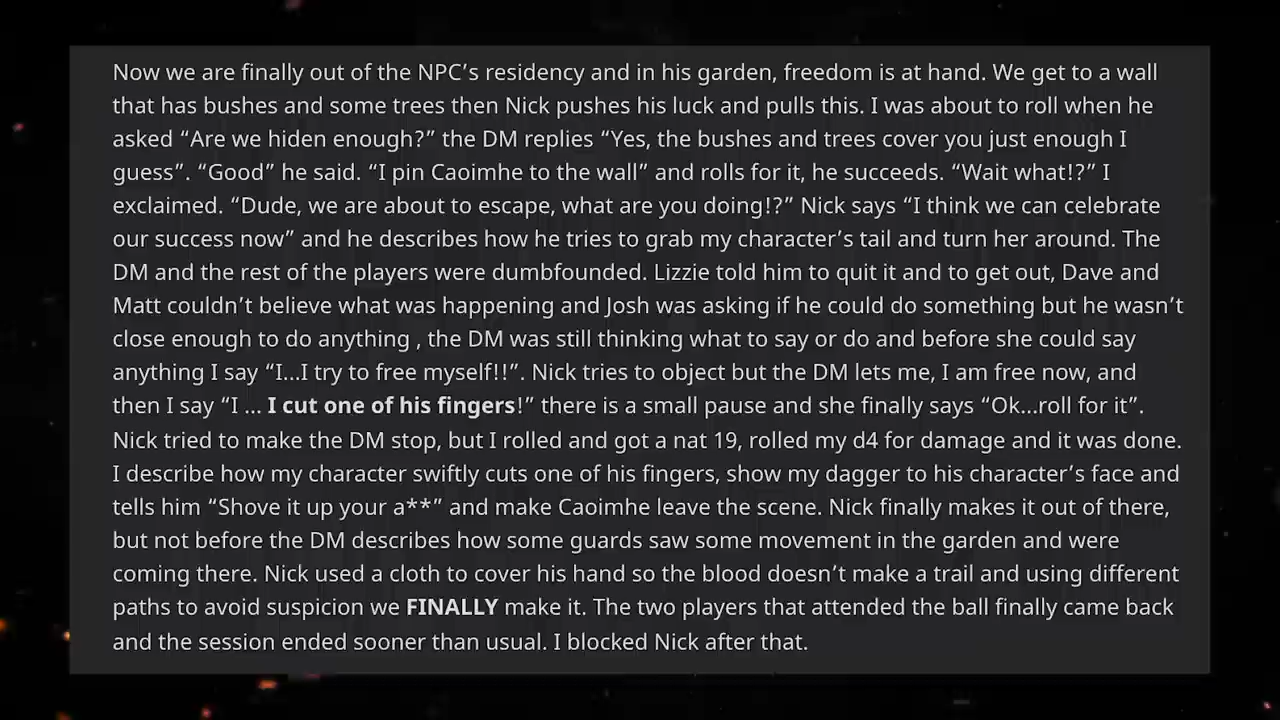 Now we are finally out of the NPC’s residency and in his garden, freedom is at hand. We get to a wall
that has bushes and some trees then Nick pushes his luck and pulls this. I was about to roll when he
asked “Are we hiden enough?” the DM replies “Yes, the bushes and trees cover you just enough I
guess”. “Good” he said. “I pin Caoimhe to the wall” and rolls for it, he succeeds. “Wait what!?” I
exclaimed. “Dude, we are about to escape, what are you doing!?” Nick says “I think we can celebrate
our success now” and he describes how he tries to grab my character’s tail and turn her around. The
DM and the rest of the players were dumbfounded. Lizzie told him to quit it and to get out, Dave and
Matt couldn’t believe what was happening and Josh was asking if he could do something but he wasn’t
close enough to do anything , the DM was still thinking what to say or do and before she could say
anything I say “I...I try to free myself!!”. Nick tries to object but the DM lets me, I am free now, and
then I say “I ... I cut one of his fingers!” there is a small pause and she finally says “Ok...roll for it”.
Nick tried to make the DM stop, but I rolled and got a nat 19, rolled my d4 for damage and it was done.
I describe how my character swiftly cuts one of his fingers, show my dagger to his character’s face and
tells him “Shove it up your a**” and make Caoimhe leave the scene. Nick finally makes it out of there,
but not before the DM describes how some guards saw some movement in the garden and were
coming there. Nick used a cloth to cover his hand so the blood doesn’t make a trail and using different
paths to avoid suspicion we FINALLY make it. The two players that attended the ball finally came back
and the session ended sooner than usual. I blocked Nick after that.